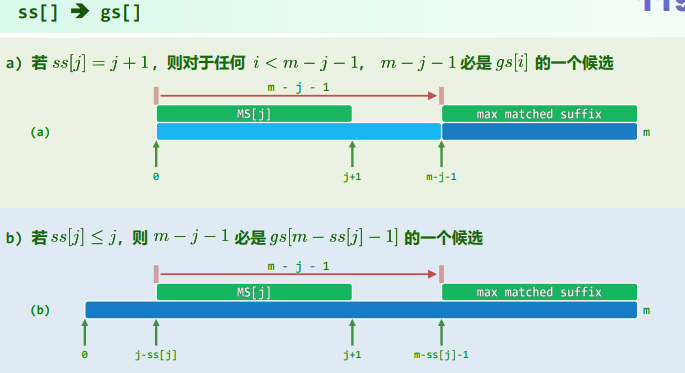 ss[] ➔ gs[]
a) 若 ss[j] = j + 1，则对于任何 i < m − j − 1， m − j − 1 必是 gs[i] 的一个候选
m - j - 1
MS[j] max matched suffix
(a) m
0 j+1 m-j-1
b) 若 ss[j] ≤ j，则 m − j − 1 必是 gs[m − ss[j] − 1] 的一个候选
m - j - 1
MS[j] max matched suffix
(b) m
0 j-ss[j] j+1 m-ss[j]-1